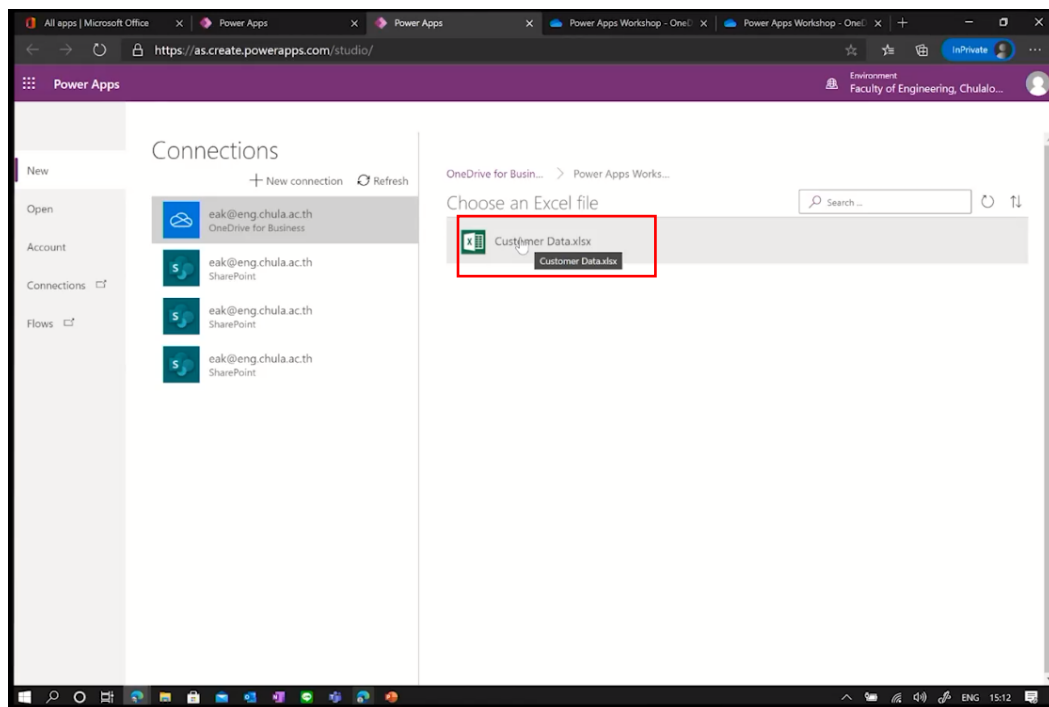 All apps | Microsoft Office
Power Apps
Power Apps
Power Apps Workshop - OneD
Power Apps Workshop - OneD
https://as.create.powerapps.com/studio/
InPrivate
Power Apps
Environment
Faculty of Engineering, Chulalo...
New
Open
Account
Connections
Flows
Connections
New connection
Refresh
eak@eng.chula.ac.th
OneDrive for Business
eak@eng.chula.ac.th
SharePoint
eak@eng.chula.ac.th
SharePoint
eak@eng.chula.ac.th
SharePoint
OneDrive for Busin... > Power Apps Works...
Choose an Excel file
Search ...
Customer Data.xlsx
Customer Data.xlsx
ENG 15:12